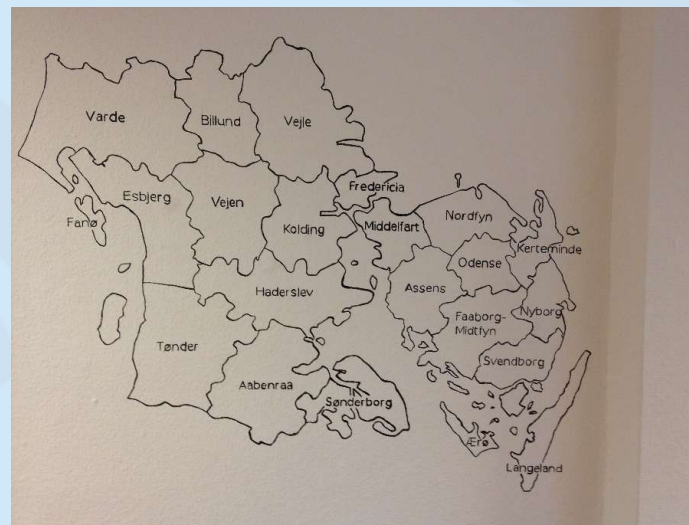 Varde
Billund
Vejle
Esbjerg
Vejen
Fredericia
Fanø
Kolding
Middelfart
Nordfyn
Kerteminde
Odense
Haderslev
Assens
Nyborg
Faaborg-
Midtfyn
Tønder
Svendborg
Aabenraa
Sønderborg
Ærø
Langeland